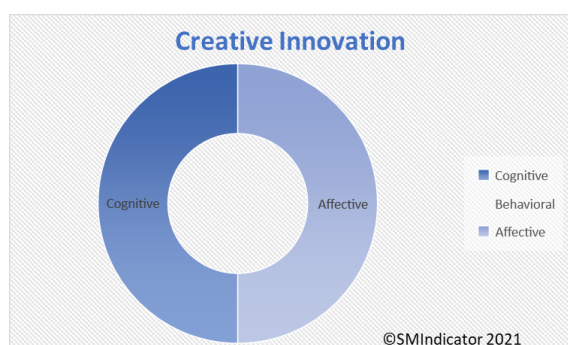 Creative Innovation
Cognitive
Affective
Cognitive
Behavioral
Affective
©SMIndicator 2021